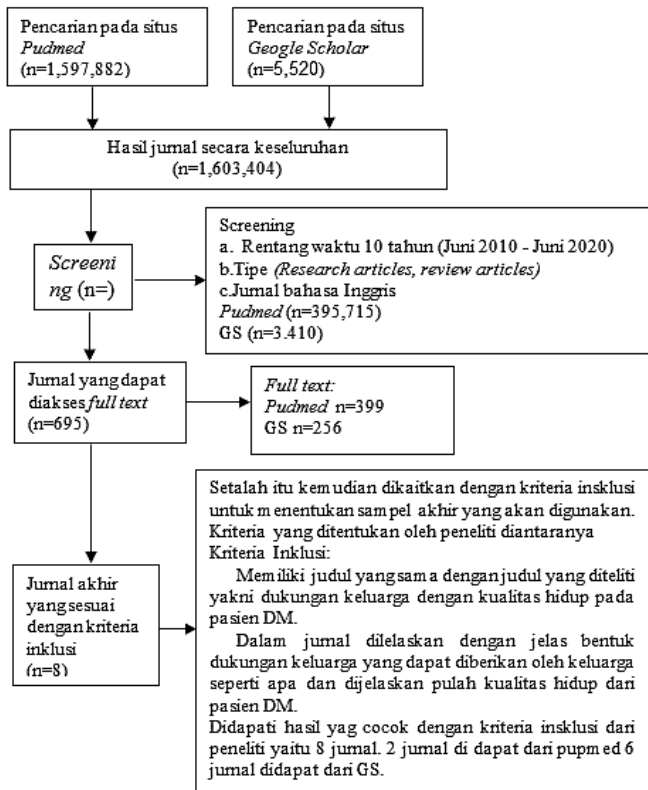 Pencarian pada situs
Pudmed
(n=1,597,882)
Pencarian pada situs
Geogle Scholar
(n=5,520)
Hasil jurnal secara keseluruhan
(n=1,603,404)
Screeni
ng (n=)
Screening
a. Rentang waktu 10 tahun (Juni 2010 - Juni 2020)
b.Tipe (Research articles, review articles)
c.Jurnal bahasa Inggris
Pudmed (n=395,715)
GS (n=3.410)
Jurnal yang dapat
diakses full text
(n=695)
Full text:
Pudmed n=399
GS n=256
Jurnal akhir
yang sesuai
dengan kriteria
inklusi
(n=8)
Setalah itu kemudian dikaitkan dengan kriteria insklusi
untuk menentukan sampel akhir yang akan digunakan.
Kriteria yang ditentukan oleh peneliti diantaranya
Kriteria Inklusi:
Memiliki judul yang sama dengan judul yang diteliti
yakni dukungan keluarga dengan kualitas hidup pada
pasien DM.
Dalam jurnal dilelaskan dengan jelas bentuk
dukungan keluarga yang dapat diberikan oleh keluarga
seperti apa dan dijelaskan pulah kualitas hidup dari
pasien DM.
Didapati hasil yag cocok dengan kriteria insklusi dari
peneliti yaitu 8 jurnal. 2 jurnal di dapat dari pupmed 6
jurnal didapat dari GS.